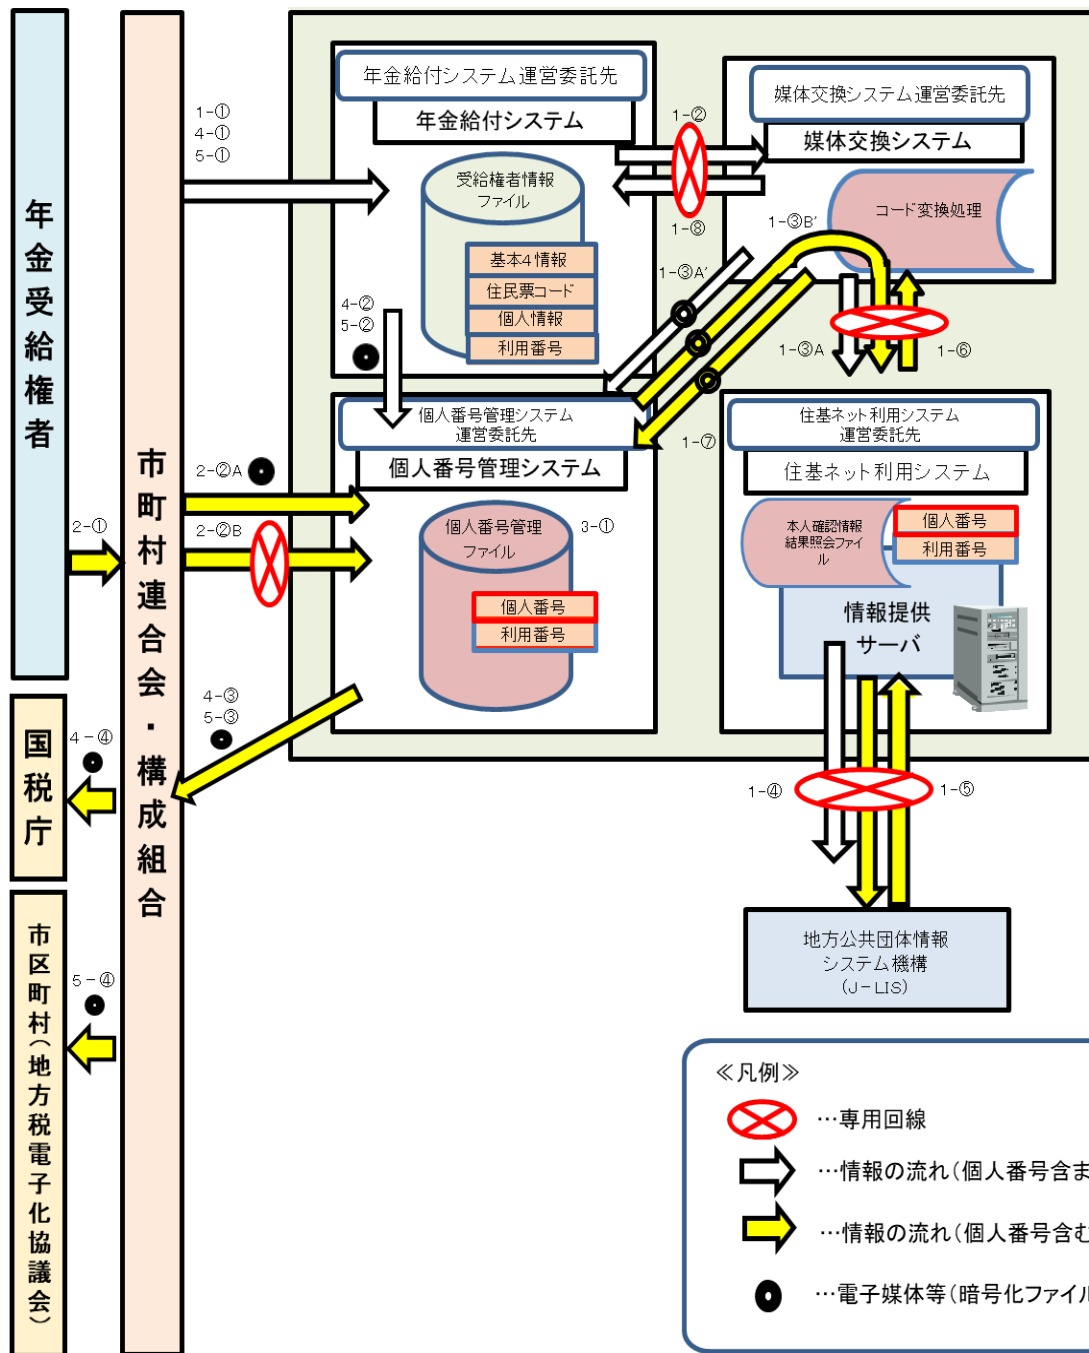 年金受給権者
国税庁
市区町村（地方税電子化協議会）
市町村連合会・構成組合
1-①
4-①
5-①
年金給付システム運営委託先
年金給付システム
受給権者情報
ファイル
基本４情報
住民票コード
個人情報
利用番号
1-②
1-⑧
媒体交換システム運営委託先
媒体交換システム
コード変換処理
1-③B'
1-③A'
1-③A
1-⑥
1-⑦
4-②
5-②
個人番号管理システム
運営委託先
個人番号管理システム
個人番号管理
ファイル
3-①
個人番号
利用番号
2-①
2-②A
2-②B
4-③
5-③
4-④
5-④
住基ネット利用システム
運営委託先
住基ネット利用システム
本人確認情報
結果照会ファイ
ル
個人番号
利用番号
情報提供
サーバ
1-④
1-⑤
地方公共団体情報
システム機構
（J-LIS）
≪凡例≫
…専用回線
…情報の流れ（個人番号含ま
…情報の流れ（個人番号含む
…電子媒体等（暗号化ファイル